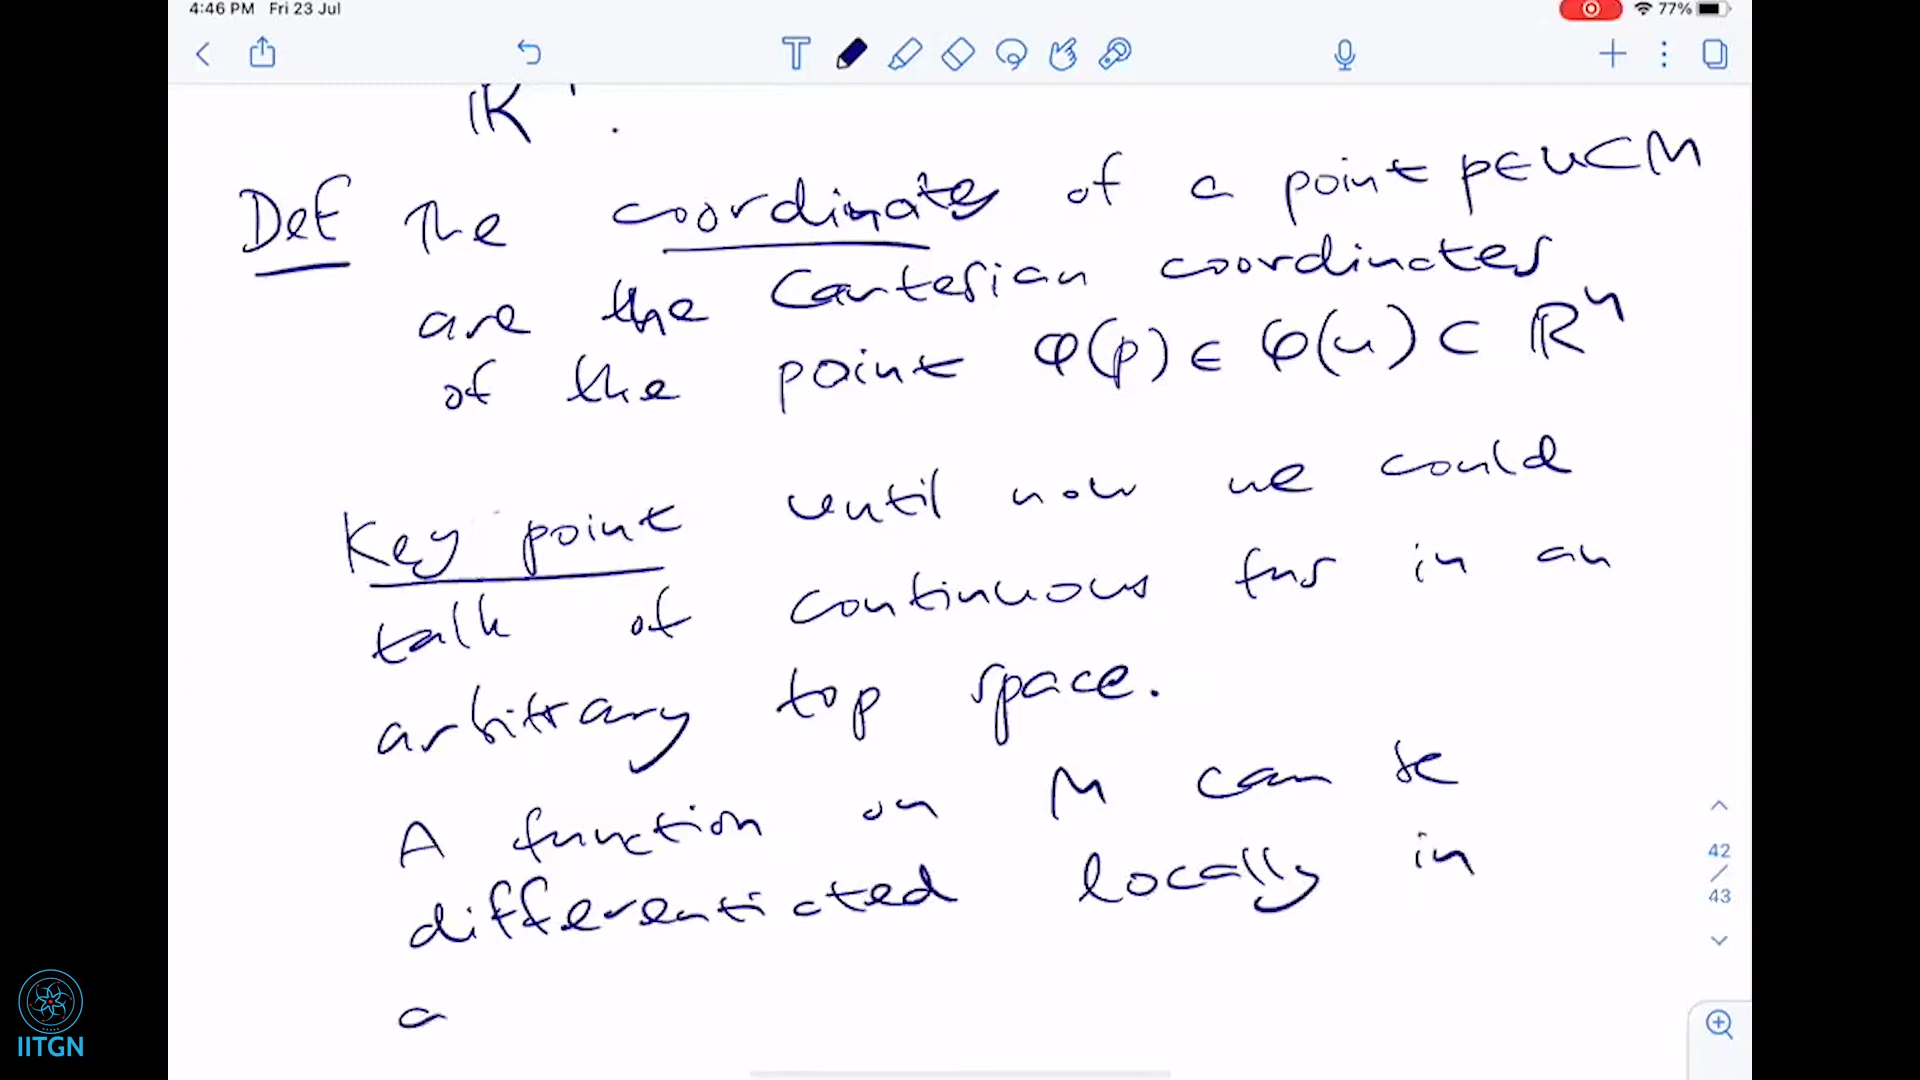 4:46 PM Fri 23 Jul
77%
Def The coordinates of a point p∈U⊂M
are the Cartesian coordinates
of the point φ(p) ∈ φ(U) ⊂ ℝⁿ
Key point until now we could
talk of continuous fns in an
arbitrary top space.
A function on M can be
differentiated locally in
a
42
/
43
IITGN